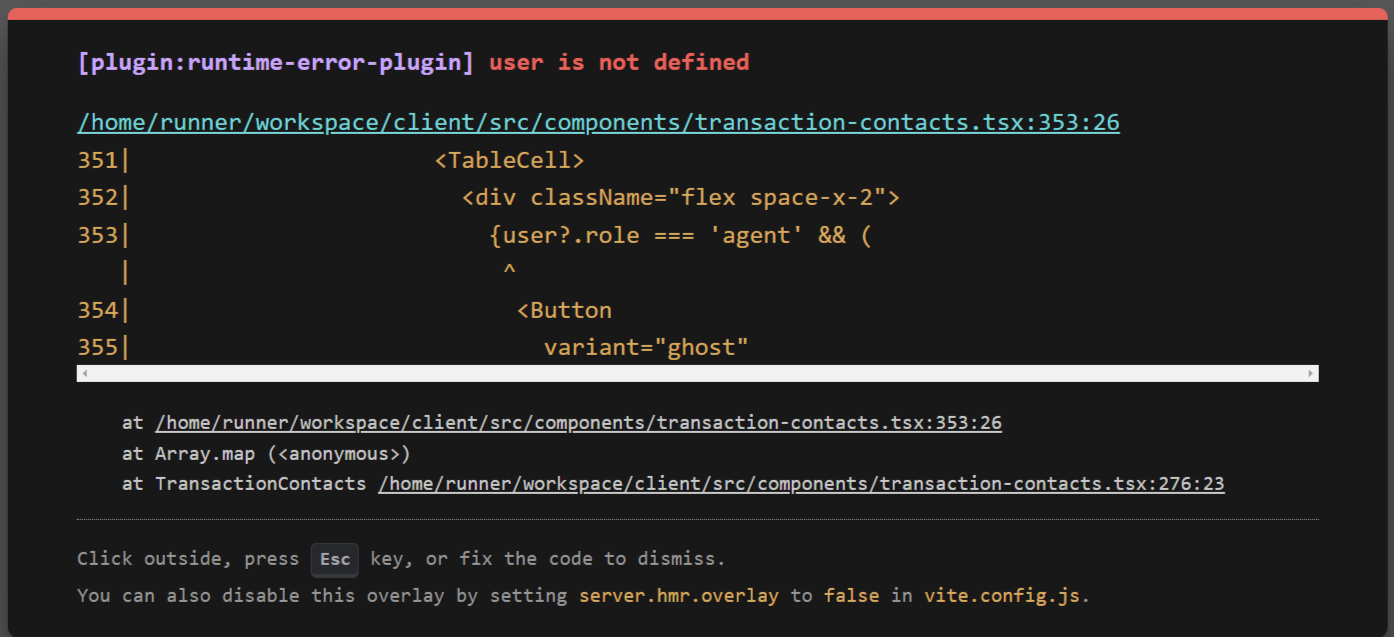 [plugin:runtime-error-plugin] user is not defined
/home/runner/workspace/client/src/components/transaction-contacts.tsx:353:26
351|                       <TableCell>
352|                         <div className="flex space-x-2">
353|                           {user?.role === 'agent' && (
   |                            ^
354|                             <Button
355|                               variant="ghost"
at /home/runner/workspace/client/src/components/transaction-contacts.tsx:353:26
at Array.map (<anonymous>)
at TransactionContacts /home/runner/workspace/client/src/components/transaction-contacts.tsx:276:23
Click outside, press Esc key, or fix the code to dismiss.
You can also disable this overlay by setting server.hmr.overlay to false in vite.config.js.